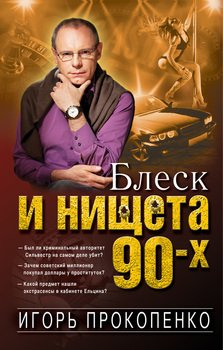 Блеск
и нищета
90-х
— Был ли криминальный авторитет
Сильвестр на самом деле убит?
— Зачем советский миллионер
покупал доллары у проституток?
— Какой предмет нашли
экстрасенсы в кабинете Ельцина?
ИГОРЬ ПРОКОПЕНКО